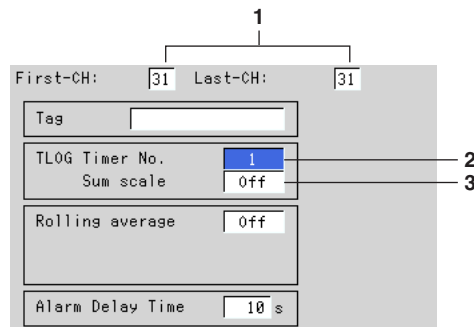 1
First-CH: 31 Last-CH: 31
Tag
TLOG Timer No. 1 2
Sum scale Off 3
Rolling average Off
Alarm Delay Time 10 s